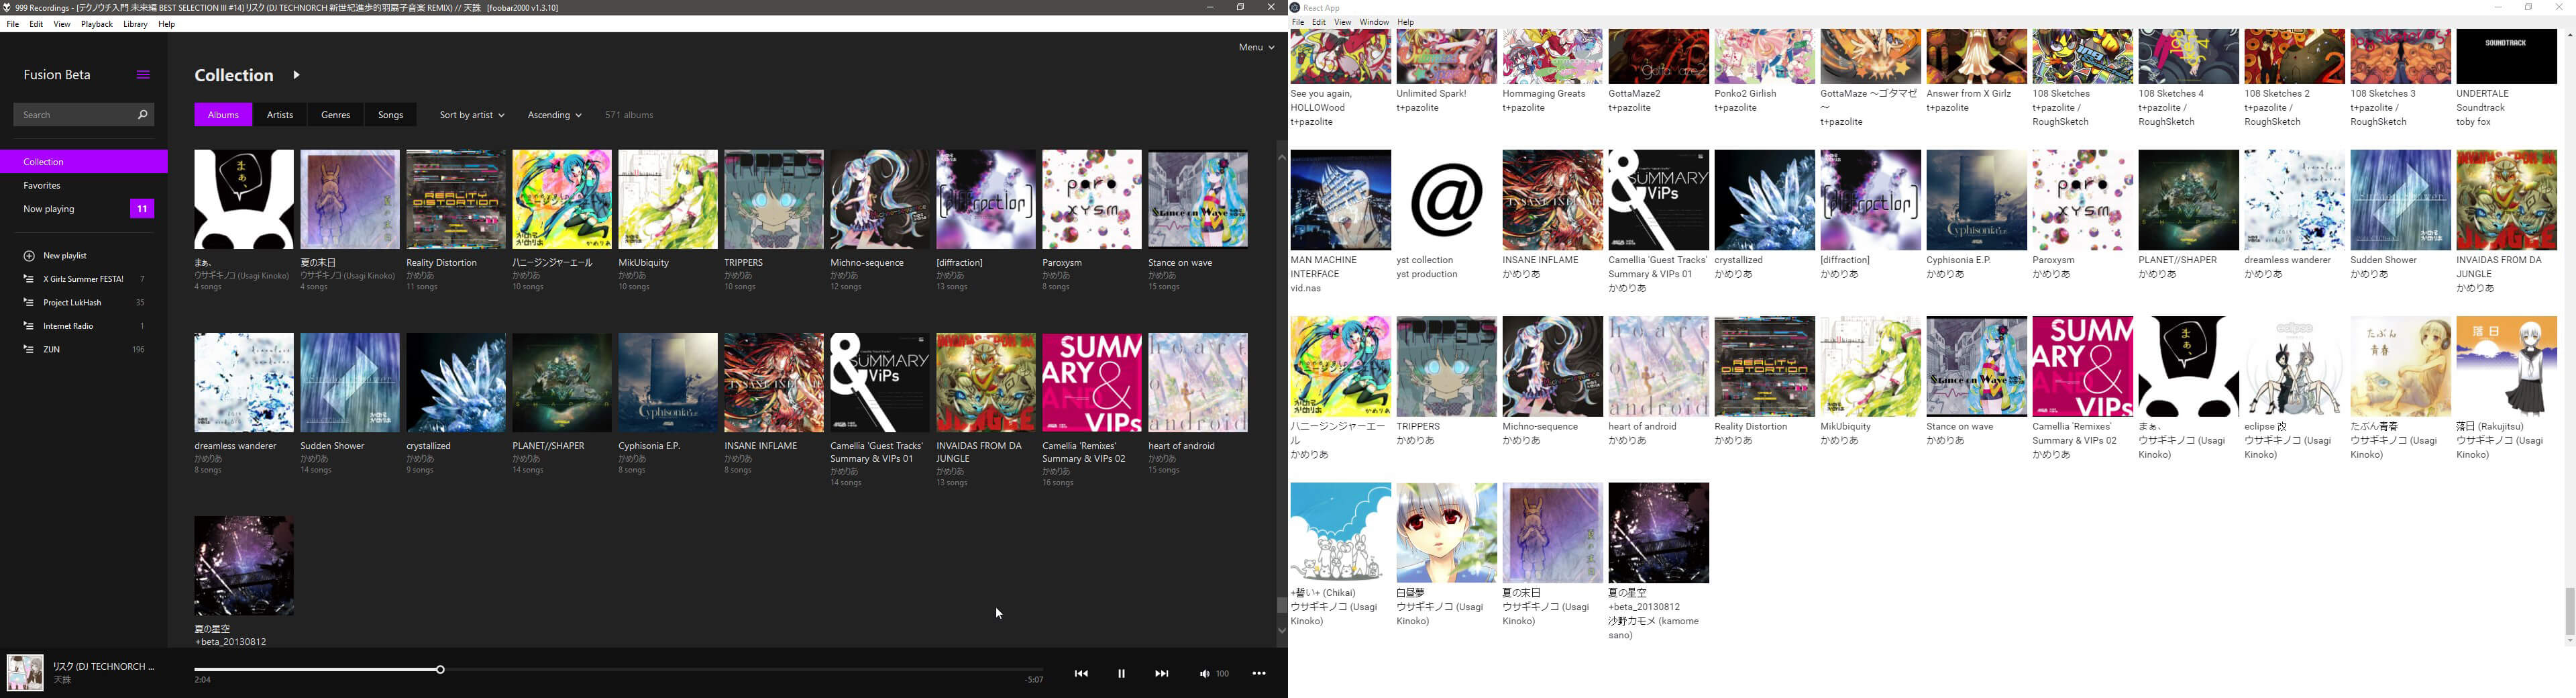 999 Recordings - [テクノウチ入門 未来編 BEST SELECTION III #14] リスク (DJ TECHNORCH 新世紀進歩的羽扇子音楽 REMIX) // 天誅 [foobar2000 v1.3.10]
File Edit View Playback Library Help
Menu
Fusion Beta
Collection
Search
Albums Artists Genres Songs Sort by artist Ascending 571 albums
Collection
Favorites
Now playing 11
New playlist
X Girlz Summer FESTA! 7
Project LukHash 35
Internet Radio 1
ZUN 196
まぁ、
ウサギキノコ (Usagi Kinoko)
4 songs
夏の末日
ウサギキノコ (Usagi Kinoko)
4 songs
REALITY
DISTORTION
Reality Distortion
かめりあ
11 songs
ハニージンジャーエール
かめりあ
10 songs
MikUbiquity
かめりあ
10 songs
TRIPPERS
TRIPPERS
かめりあ
10 songs
Michno-sequence
かめりあ
12 songs
[diffraction]
かめりあ
13 songs
paro
XYSM
Paroxysm
かめりあ
8 songs
Stance on Wave
Stance on wave
かめりあ
15 songs
dreamless wanderer
かめりあ
8 songs
Sudden Shower
かめりあ
14 songs
crystallized
かめりあ
9 songs
PLANET//SHAPER
かめりあ
14 songs
Cyphisonia E.P.
かめりあ
8 songs
INSANE INFLAME
INSANE INFLAME
かめりあ
8 songs
& SUMMARY
ViPs
Camellia 'Guest Tracks'
Summary & VIPs 01
かめりあ
14 songs
JUNGLE
INVAIDAS FROM DA
JUNGLE
かめりあ
13 songs
SUMM
ARY &
VIPs
Camellia 'Remixes'
Summary & VIPs 02
かめりあ
16 songs
heart of android
かめりあ
15 songs
夏の星空
+beta_20130812
リスク (DJ TECHNORCH ...
天誅
2:04 -5:07
100
React App
File Edit View Window Help
See you again,
HOLLOWood
t+pazolite
Unlimited Spark!
t+pazolite
Hommaging Greats
t+pazolite
GottaMaze2
t+pazolite
Ponko2 Girlish
t+pazolite
GottaMaze ～ゴタマゼ
～
t+pazolite
Answer from X Girlz
t+pazolite
108 Sketches
t+pazolite /
RoughSketch
108 Sketches 4
t+pazolite /
RoughSketch
108 Sketches 2
t+pazolite /
RoughSketch
108 Sketches 3
t+pazolite /
RoughSketch
SOUNDTRACK
UNDERTALE
Soundtrack
toby fox
MAN MACHINE
INTERFACE
vid.nas
@
yst collection
yst production
INSANE INFLAME
かめりあ
Camellia 'Guest Tracks'
Summary & VIPs 01
かめりあ
crystallized
かめりあ
[diffraction]
かめりあ
Cyphisonia E.P.
かめりあ
Paroxysm
かめりあ
PLANET//SHAPER
かめりあ
dreamless wanderer
かめりあ
Sudden Shower
かめりあ
INVAIDAS FROM DA
JUNGLE
かめりあ
ハニージンジャーエー
ル
かめりあ
TRIPPERS
かめりあ
Michno-sequence
かめりあ
heart of android
かめりあ
Reality Distortion
かめりあ
MikUbiquity
かめりあ
Stance on wave
かめりあ
Camellia 'Remixes'
Summary & VIPs 02
かめりあ
まぁ、
ウサギキノコ (Usagi
Kinoko)
eclipse 改
ウサギキノコ (Usagi
Kinoko)
たぶん青春
ウサギキノコ (Usagi
Kinoko)
落日
落日 (Rakujitsu)
ウサギキノコ (Usagi
Kinoko)
+誓い+ (Chikai)
ウサギキノコ (Usagi
Kinoko)
白昼夢
ウサギキノコ (Usagi
Kinoko)
夏の末日
ウサギキノコ (Usagi
Kinoko)
夏の星空
+beta_20130812
沙野カモメ (kamome
sano)